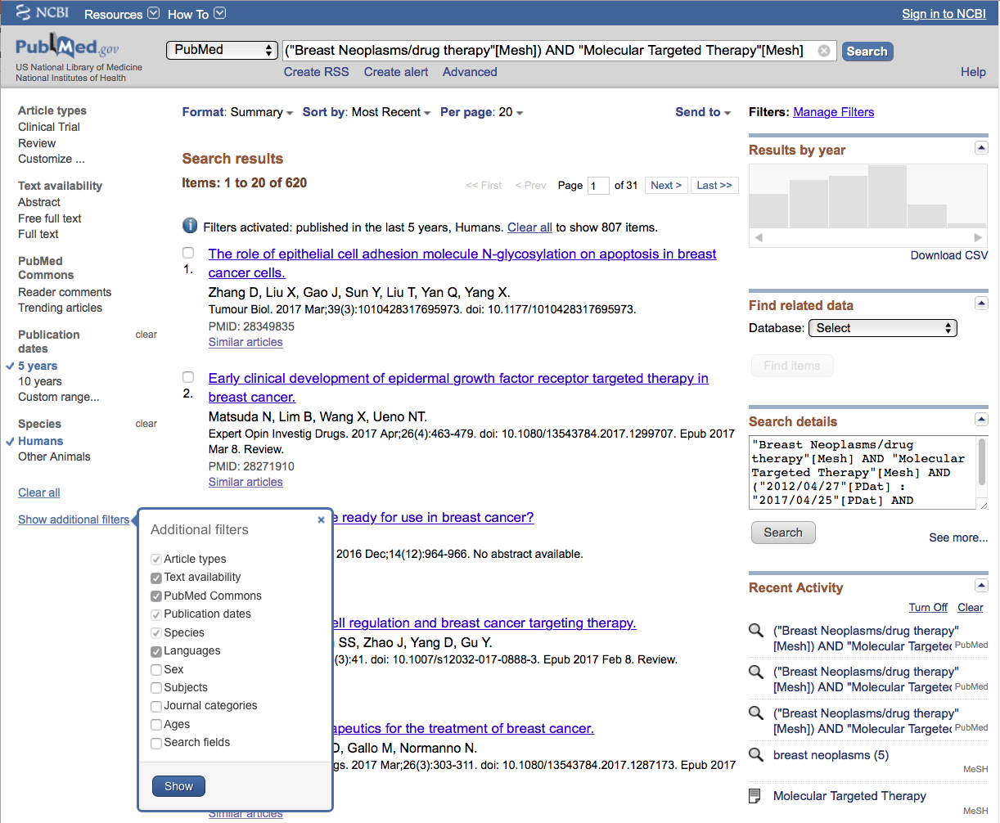 NCBI Resources How To Sign in to NCBI
PubMed.gov
US National Library of Medicine
National Institutes of Health
PubMed ("Breast Neoplasms/drug therapy"[Mesh]) AND "Molecular Targeted Therapy"[Mesh] Search
Create RSS Create alert Advanced Help
Article types
Clinical Trial
Review
Customize ...
Text availability
Abstract
Free full text
Full text
PubMed
Commons
Reader comments
Trending articles
Publication clear
dates
5 years
10 years
Custom range...
Species clear
Humans
Other Animals
Clear all
Show additional filters
Additional filters
Article types
Text availability
PubMed Commons
Publication dates
Species
Languages
Sex
Subjects
Journal categories
Ages
Search fields
Show
Format: Summary Sort by: Most Recent Per page: 20 Send to
Search results
Items: 1 to 20 of 620
<< First < Prev Page 1 of 31 Next > Last >>
Filters activated: published in the last 5 years, Humans. Clear all to show 807 items.
1. The role of epithelial cell adhesion molecule N-glycosylation on apoptosis in breast
cancer cells.
Zhang D, Liu X, Gao J, Sun Y, Liu T, Yan Q, Yang X.
Tumour Biol. 2017 Mar;39(3):1010428317695973. doi: 10.1177/1010428317695973.
PMID: 28349835
Similar articles
2. Early clinical development of epidermal growth factor receptor targeted therapy in
breast cancer.
Matsuda N, Lim B, Wang X, Ueno NT.
Expert Opin Investig Drugs. 2017 Apr;26(4):463-479. doi: 10.1080/13543784.2017.1299707. Epub 2017
Mar 8. Review.
PMID: 28271910
Similar articles
e ready for use in breast cancer?
2016 Dec;14(12):964-966. No abstract available.
ell regulation and breast cancer targeting therapy.
SS, Zhao J, Yang D, Gu Y.
(3):41. doi: 10.1007/s12032-017-0888-3. Epub 2017 Feb 8. Review.
apeutics for the treatment of breast cancer.
D, Gallo M, Normanno N.
gs. 2017 Mar;26(3):303-311. doi: 10.1080/13543784.2017.1287173. Epub 2017
Similar articles
Filters: Manage Filters
Results by year
Download CSV
Find related data
Database: Select
Find items
Search details
"Breast Neoplasms/drug
therapy"[Mesh] AND "Molecular
Targeted Therapy"[Mesh] AND
("2012/04/27"[PDat] :
"2017/04/25"[PDat] AND
Search
See more...
Recent Activity
Turn Off Clear
("Breast Neoplasms/drug therapy"
[Mesh]) AND "Molecular Targeted PubMed
("Breast Neoplasms/drug therapy"
[Mesh]) AND "Molecular Targeted PubMed
("Breast Neoplasms/drug therapy"
[Mesh]) AND "Molecular Targeted PubMed
breast neoplasms (5)
MeSH
Molecular Targeted Therapy
MeSH